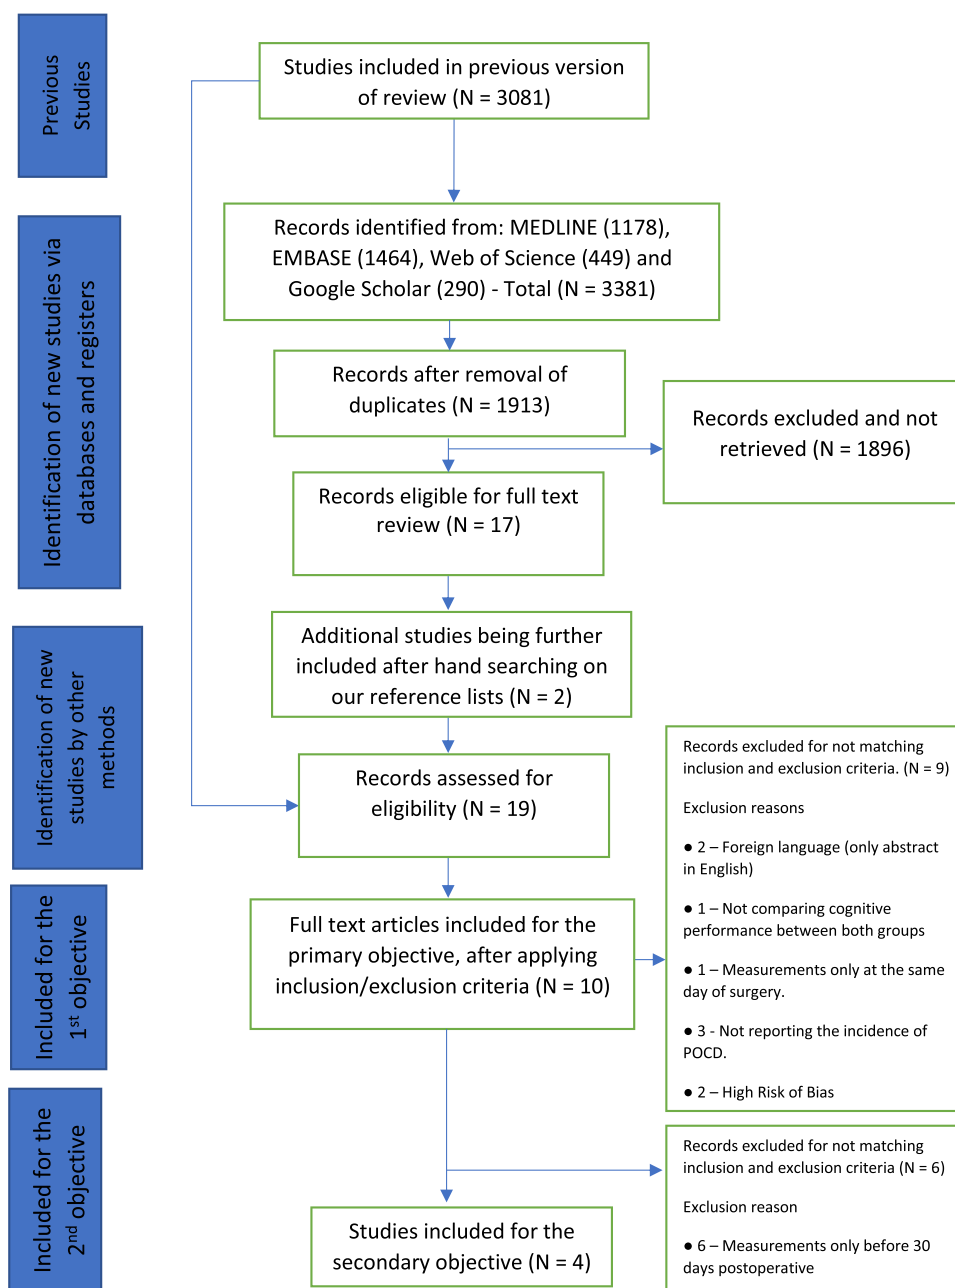 Previous
Studies
Studies included in previous version
of review (N = 3081)
Identification of new studies via
databases and registers
Records identified from: MEDLINE (1178),
EMBASE (1464), Web of Science (449) and
Google Scholar (290) - Total (N = 3381)
Records after removal of
duplicates (N = 1913)
Records excluded and not
retrieved (N = 1896)
Records eligible for full text
review (N = 17)
Identification of new
studies by other
methods
Additional studies being further
included after hand searching on
our reference lists (N = 2)
Records assessed for
eligibility (N = 19)
Included for the
1st objective
Full text articles included for the
primary objective, after applying
inclusion/exclusion criteria (N = 10)
Records excluded for not matching
inclusion and exclusion criteria. (N = 9)
Exclusion reasons
● 2 – Foreign language (only abstract
in English)
● 1 – Not comparing cognitive
performance between both groups
● 1 – Measurements only at the same
day of surgery.
● 3 - Not reporting the incidence of
POCD.
● 2 – High Risk of Bias
Included for the
2nd objective
Records excluded for not matching
inclusion and exclusion criteria (N = 6)
Exclusion reason
● 6 – Measurements only before 30
days postoperative
Studies included for the
secondary objective (N = 4)